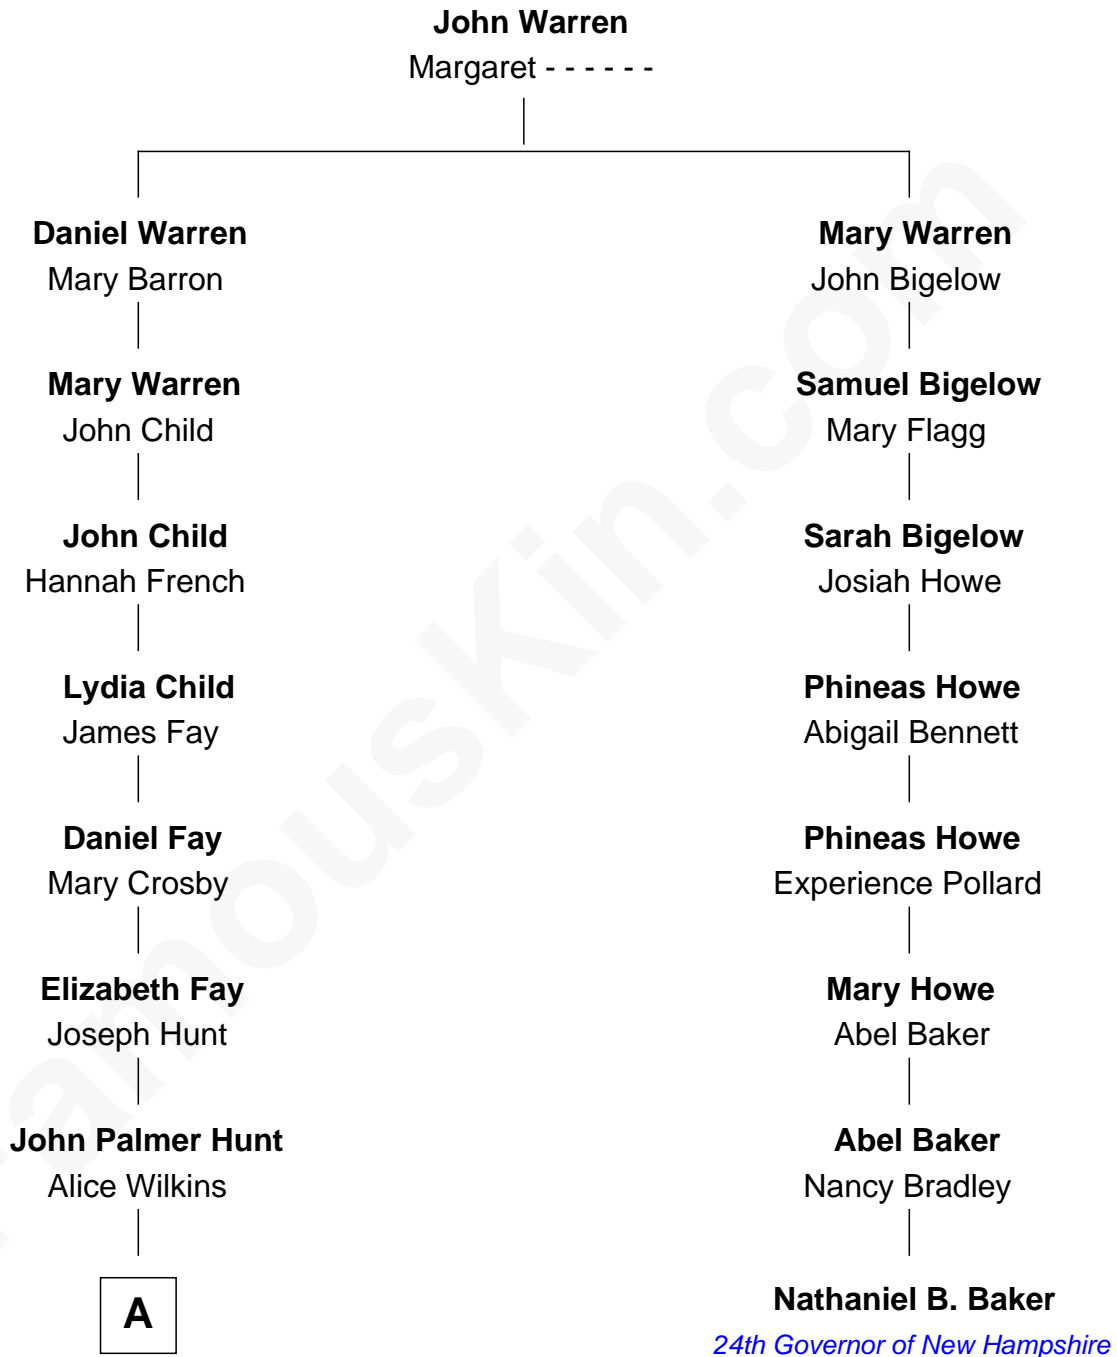 John Warren
Margaret - - - - - -
Daniel Warren
Mary Barron
Mary Warren
John Bigelow
Mary Warren
John Child
Samuel Bigelow
Mary Flagg
John Child
Hannah French
Sarah Bigelow
Josiah Howe
Lydia Child
James Fay
Phineas Howe
Abigail Bennett
Daniel Fay
Mary Crosby
Phineas Howe
Experience Pollard
Elizabeth Fay
Joseph Hunt
Mary Howe
Abel Baker
John Palmer Hunt
Alice Wilkins
Abel Baker
Nancy Bradley
A
Nathaniel B. Baker
24th Governor of New Hampshire
FamousKin.com